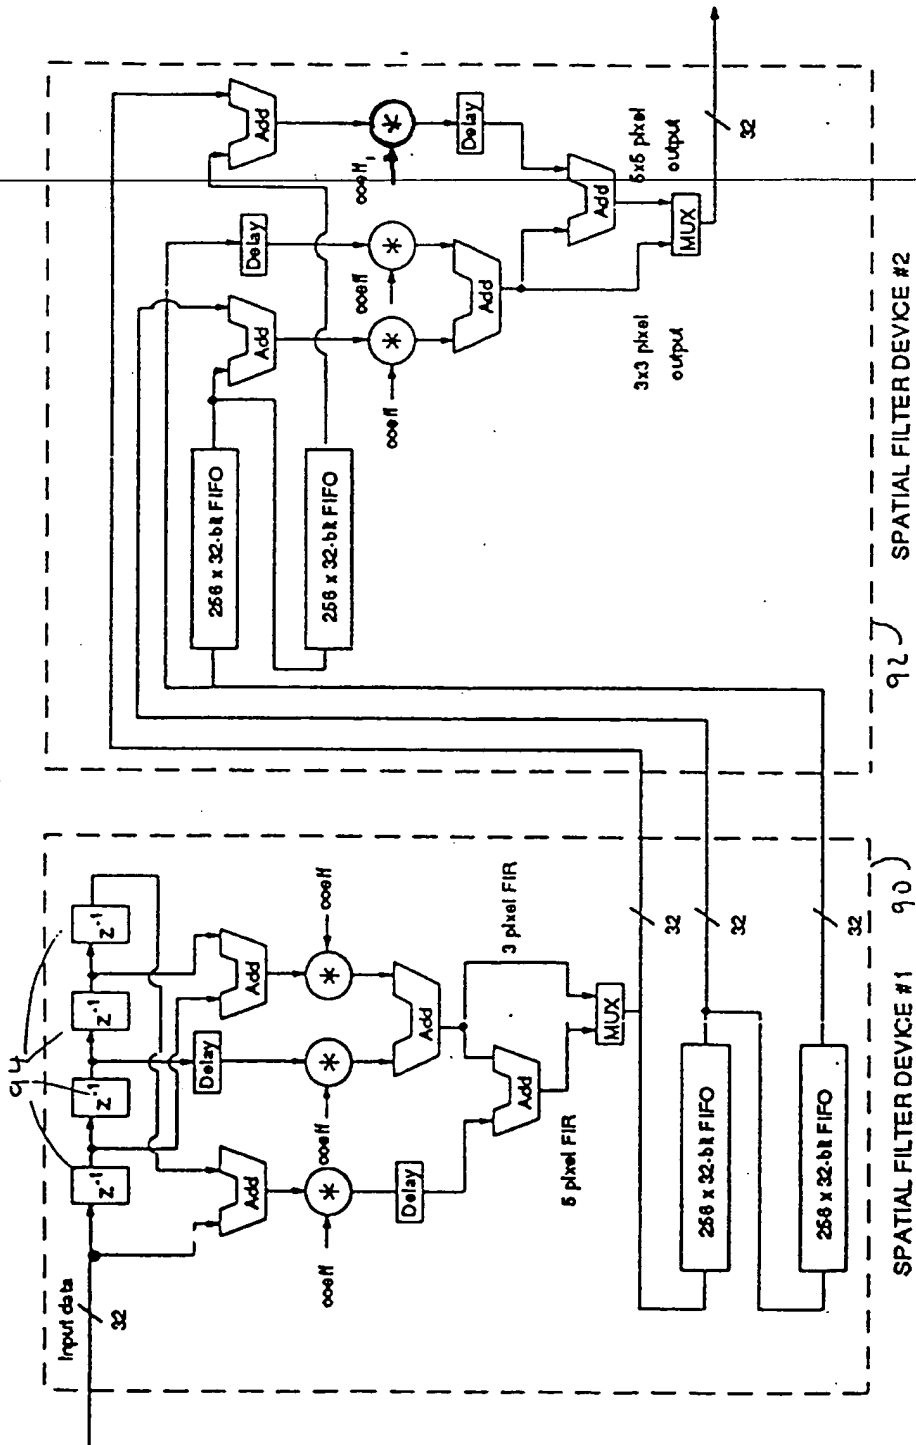 Input data
32
94
Z-1
Z-1
Z-1
Z-1
Add
Delay
Add
coeff
*
coeff
*
*
coeff
Delay
Add
Add
5 pixel FIR
3 pixel FIR
MUX
256 x 32-bit FIFO
256 x 32-bit FIFO
32
32
32
SPATIAL FILTER DEVICE #1
90
256 x 32-bit FIFO
256 x 32-bit FIFO
Add
Delay
Add
coeff
*
coeff
*
coeff,
*
Delay
Add
Add
3x3 pixel
output
5x5 pixel
output
MUX
32
92
SPATIAL FILTER DEVICE #2